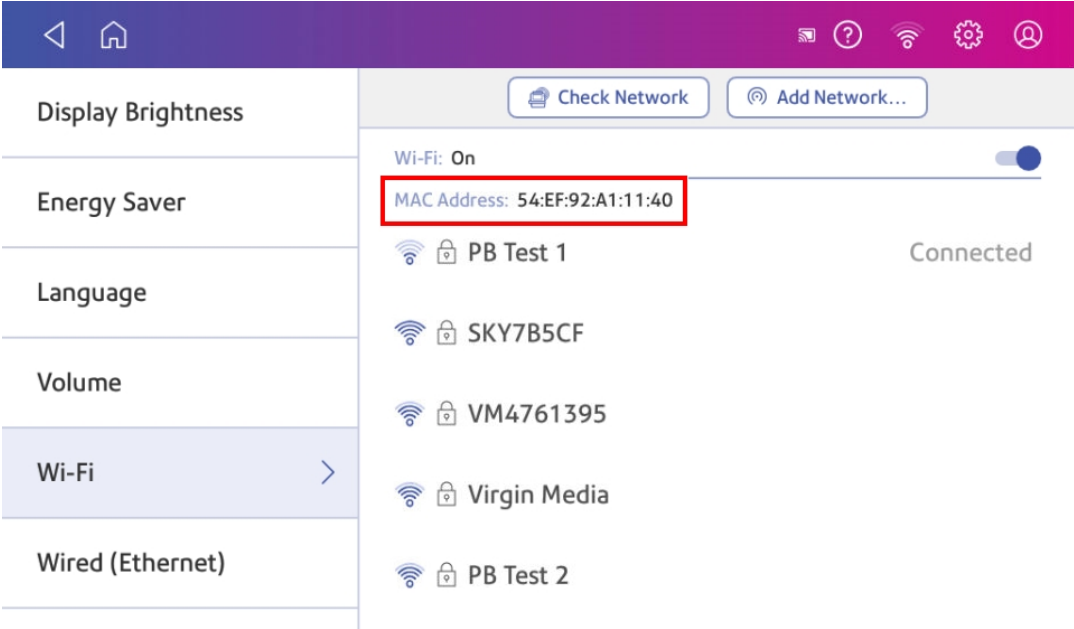 Display Brightness
Energy Saver
Language
Volume
Wi-Fi
Wired (Ethernet)
Check Network
Add Network...
Wi-Fi: On
MAC Address: 54:EF:92:A1:11:40
PB Test 1 Connected
SKY7B5CF
VM4761395
Virgin Media
PB Test 2